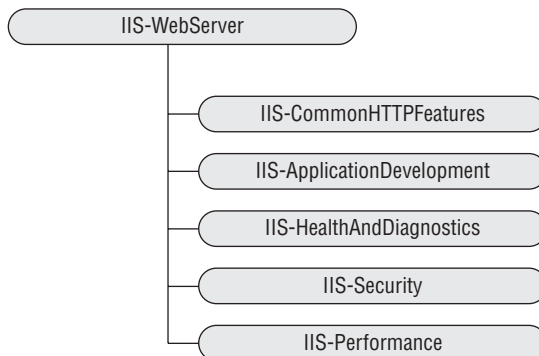 IIS-WebServer
IIS-CommonHTTPFeatures
IIS-ApplicationDevelopment
IIS-HealthAndDiagnostics
IIS-Security
IIS-Performance